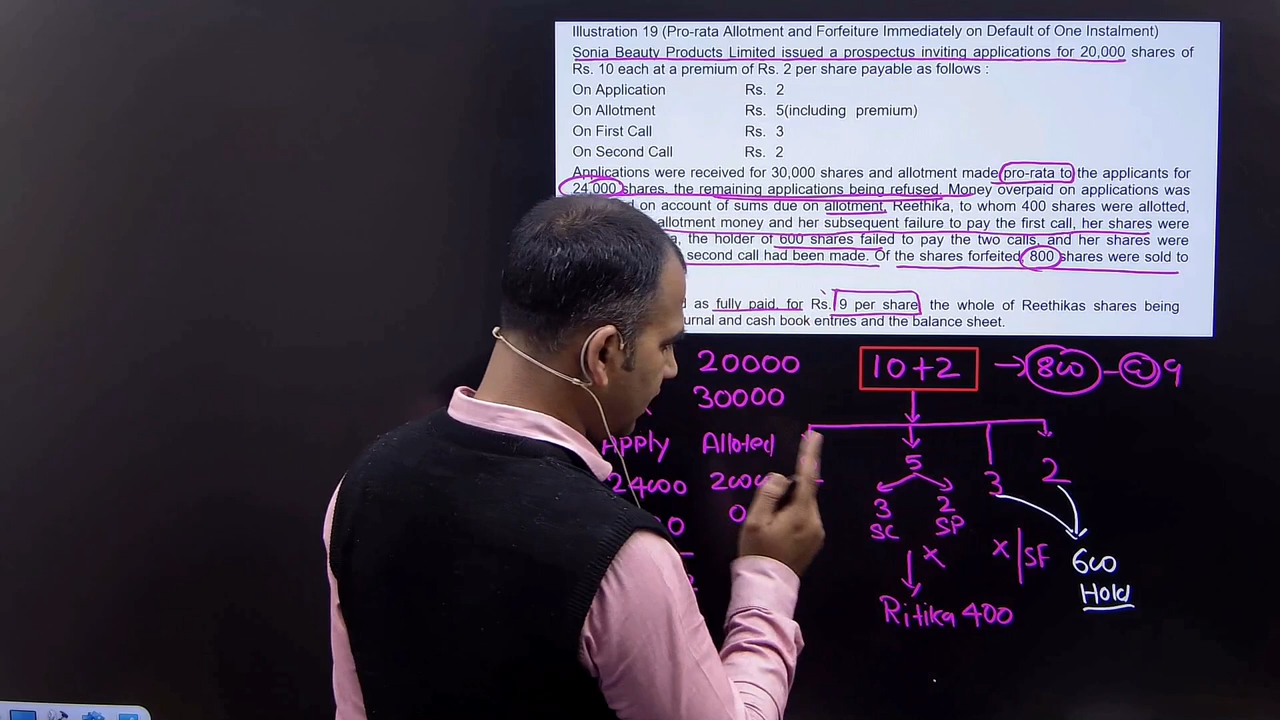 Illustration 19 (Pro-rata Allotment and Forfeiture Immediately on Default of One Instalment)
Sonia Beauty Products Limited issued a prospectus inviting applications for 20,000 shares of
Rs. 10 each at a premium of Rs. 2 per share payable as follows :
On Application Rs. 2
On Allotment Rs. 5(including premium)
On First Call Rs. 3
On Second Call Rs. 2
Applications were received for 30,000 shares and allotment made pro-rata to the applicants for
24,000 shares, the remaining applications being refused. Money overpaid on applications was
on account of sums due on allotment, Reethika, to whom 400 shares were allotted,
allotment money and her subsequent failure to pay the first call, her shares were
the holder of 600 shares failed to pay the two calls, and her shares were
second call had been made. Of the shares forfeited 800 shares were sold to
as fully paid, for Rs. 9 per share the whole of Reethikas shares being
cash book entries and the balance sheet.
20000 10+2 → 800 - 9
30000
Apply Alloted
5 3 2
3 2
SC SP
x x SF 600
Hold
Ritika 400